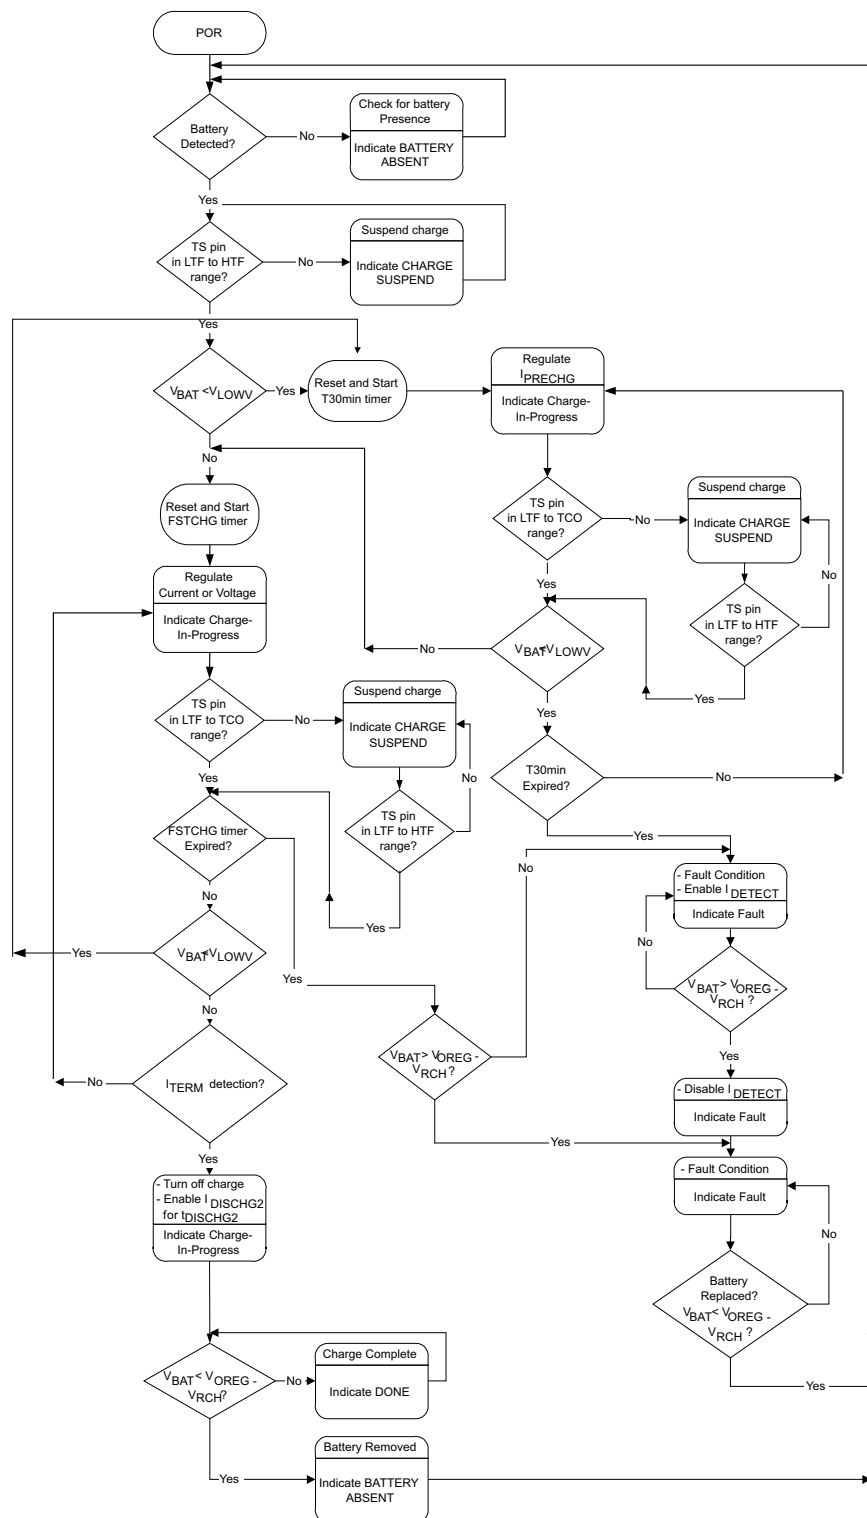 POR
Battery
Detected?
No
Check for battery
Presence
Indicate BATTERY
ABSENT
Yes
TS pin
in LTF to HTF
range?
No
Suspend charge
Indicate CHARGE
SUSPEND
Yes
VBAT <VLOWV
Yes
Reset and Start
T30min timer
Regulate
IPRECHG
Indicate Charge-
In-Progress
No
Reset and Start
FSTCHG timer
TS pin
in LTF to TCO
range?
No
Suspend charge
Indicate CHARGE
SUSPEND
No
TS pin
in LTF to HTF
range?
Yes
Yes
Regulate
Current or Voltage
Indicate Charge-
In-Progress
VBAT<VLOWV
No
Yes
TS pin
in LTF to TCO
range?
No
Suspend charge
Indicate CHARGE
SUSPEND
No
TS pin
in LTF to HTF
range?
Yes
Yes
T30min
Expired?
No
Yes
FSTCHG timer
Expired?
No
Yes
No
- Fault Condition
- Enable IDETECT
Indicate Fault
No
VBAT<VLOWV
Yes
No
VBAT> VOREG -
VRCH ?
Yes
VBAT> VOREG -
VRCH ?
Yes
ITERM detection?
No
Yes
- Disable IDETECT
Indicate Fault
- Fault Condition
Indicate Fault
No
- Turn off charge
- Enable IDISCHG2
for tDISCHG2
Indicate Charge-
In-Progress
Battery
Replaced?
VBAT< VOREG -
VRCH ?
Yes
VBAT< VOREG -
VRCH?
No
Charge Complete
Indicate DONE
Yes
Battery Removed
Indicate BATTERY
ABSENT